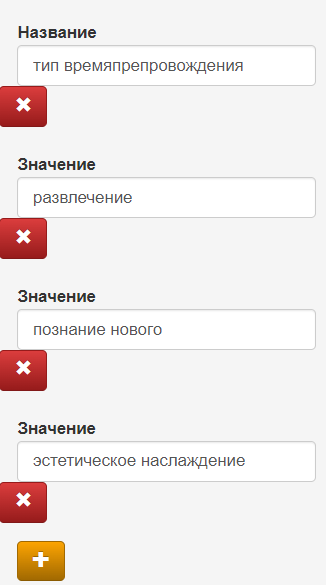 Название
тип времяпрепровождения
Значение
развлечение
Значение
познание нового
Значение
эстетическое наслаждение